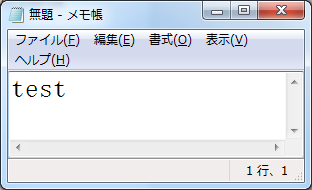 無題 - メモ帳
ファイル(F) 編集(E) 書式(O) 表示(V)
ヘルプ(H)
test
1 行、1